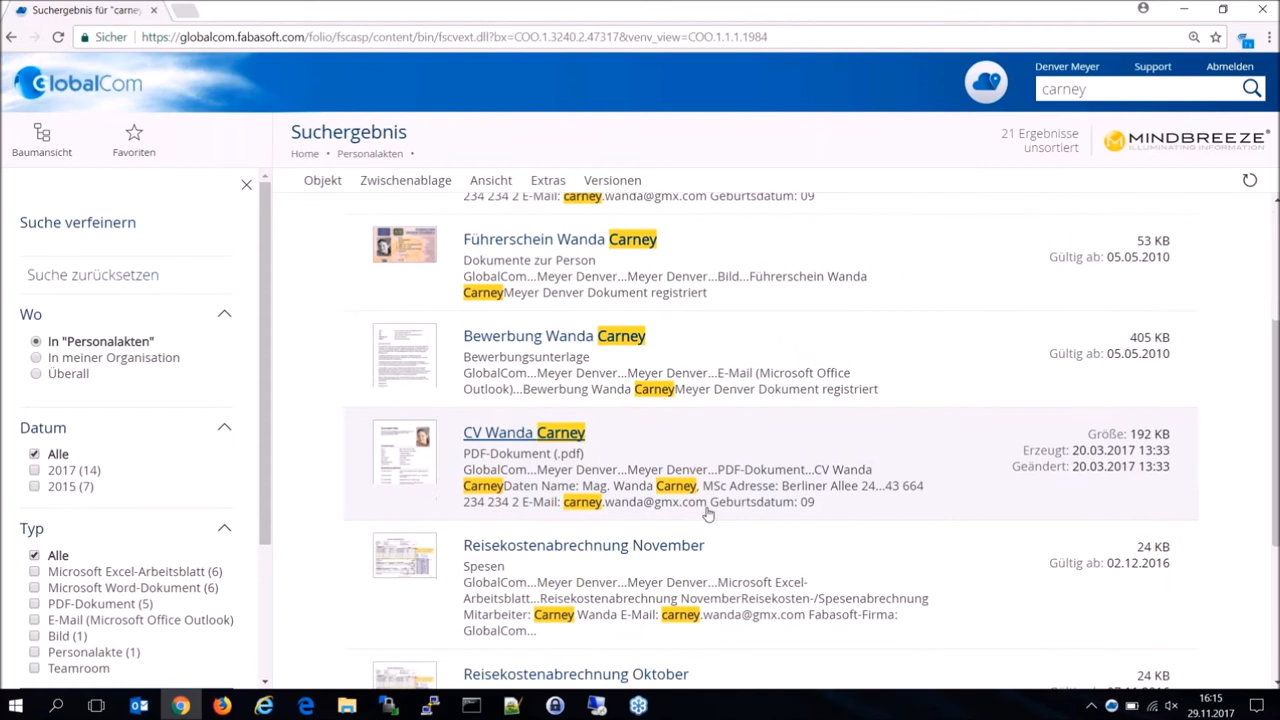 Suchergebnis für "carney
Sicher
https://globalcom.fabasoft.com/folio/fscasp/content/bin/fscvext.dll?bx=COO.1.3240.2.47317&venv_view=COO.1.1.1.1984
GlobalCom
Denver Meyer
Support
Abmelden
carney
Baumansicht
Favoriten
Suchergebnis
Home • Personalakten •
21 Ergebnisse
unsortiert
MINDBREEZE®
ILLUMINATING INFORMATION
Objekt
Zwischenablage
Ansicht
Extras
Versionen
Suche verfeinern
Suche zurücksetzen
Wo
In "Personalakten"
In meiner Organisation
Überall
Datum
Alle
2017 (14)
2015 (7)
Typ
Alle
Microsoft Excel-Arbeitsblatt (6)
Microsoft Word-Dokument (6)
PDF-Dokument (5)
E-Mail (Microsoft Office Outlook)
Bild (1)
Personalakte (1)
Teamroom
234 234 2 E-Mail: carney.wanda@gmx.com Geburtsdatum: 09
Führerschein Wanda Carney
Dokumente zur Person
GlobalCom...Meyer Denver...Meyer Denver...Bild...Führerschein Wanda
CarneyMeyer Denver Dokument registriert
53 KB
Gültig ab: 05.05.2010
Bewerbung Wanda Carney
Bewerbungsunterlage
GlobalCom...Meyer Denver...Meyer Denver...E-Mail (Microsoft Office
Outlook)...Bewerbung Wanda CarneyMeyer Denver Dokument registriert
405 KB
Gültig ab: 05.05.2010
CV Wanda Carney
PDF-Dokument (.pdf)
GlobalCom...Meyer Denver...Meyer Denver...PDF-Dokument...CV Wanda
CarneyDaten Name: Mag. Wanda Carney, MSc Adresse: Berliner Allee 24...43 664
234 234 2 E-Mail: carney.wanda@gmx.com Geburtsdatum: 09
Größe: 192 KB
Erzeugt: 20.03.2017 13:33
Geändert: 20.03.2017 13:33
Reisekostenabrechnung November
Spesen
GlobalCom...Meyer Denver...Meyer Denver...Microsoft Excel-
Arbeitsblatt...Reisekostenabrechnung NovemberReisekosten-/Spesenabrechnung
Mitarbeiter: Carney Wanda E-Mail: carney.wanda@gmx.com Fabasoft-Firma:
GlobalCom...
24 KB
Gültig ab: 02.12.2016
Reisekostenabrechnung Oktober
24 KB
16:15
29.11.2017